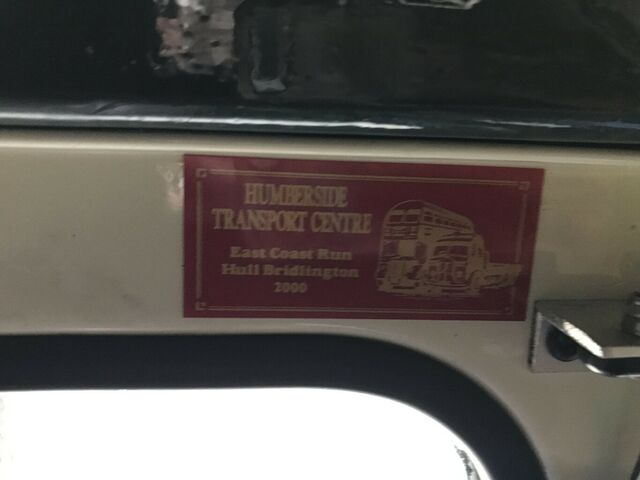 HUMBERSIDE
TRANSPORT CENTRE
East Coast Run
Hull Bridlington
2000